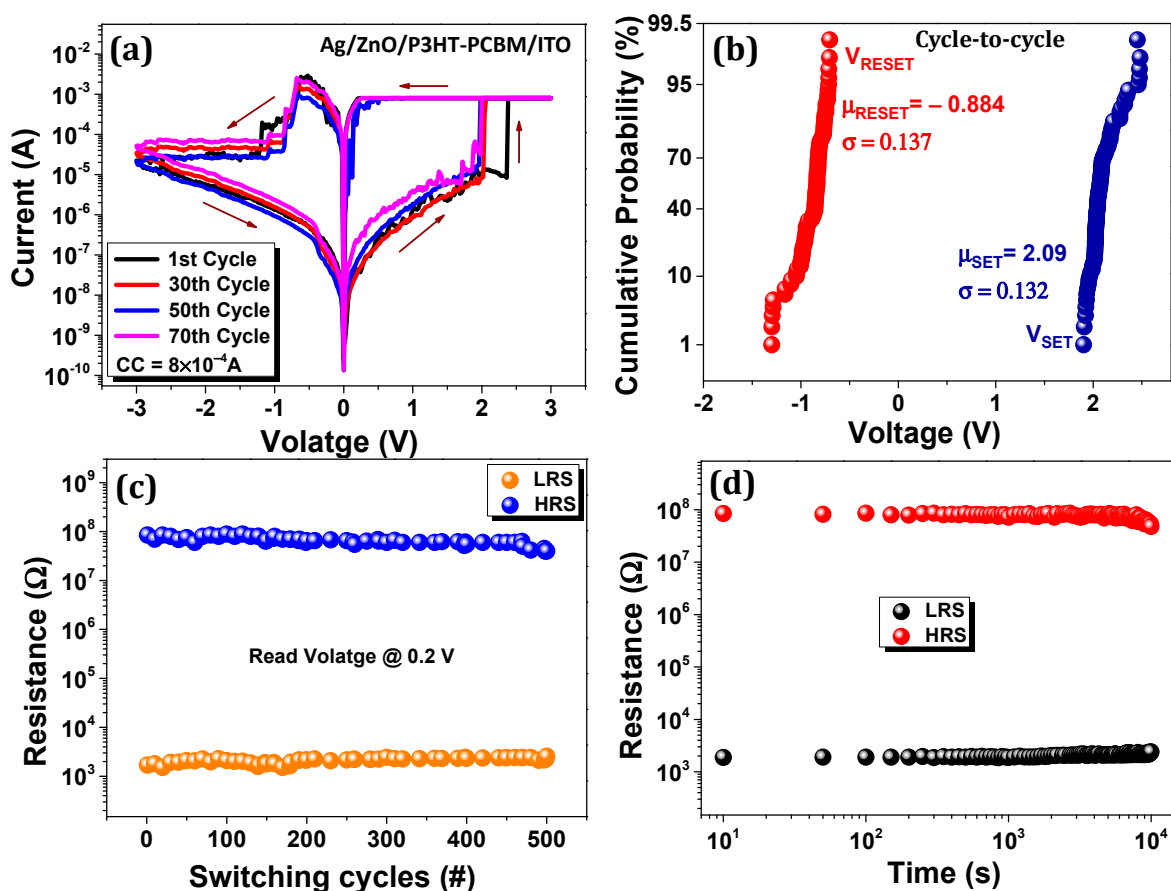 (a)
Ag/ZnO/P3HT-PCBM/ITO
Current (A)
10⁻²
10⁻³
10⁻⁴
10⁻⁵
10⁻⁶
10⁻⁷
10⁻⁸
10⁻⁹
10⁻¹⁰
1st Cycle
30th Cycle
50th Cycle
70th Cycle
CC = 8×10⁻⁴A
-3 -2 -1 0 1 2 3
Volatge (V)
(b)
Cycle-to-cycle
Cumulative Probability (%)
99.5
95
70
40
10
1
V_RESET
μ_RESET= − 0.884
σ = 0.137
μ_SET= 2.09
σ = 0.132
V_SET
-2 -1 0 1 2
Voltage (V)
(c)
LRS
HRS
Resistance (Ω)
10⁹
10⁸
10⁷
10⁶
10⁵
10⁴
10³
Read Volatge @ 0.2 V
0 100 200 300 400 500
Switching cycles (#)
(d)
Resistance (Ω)
10⁹
10⁸
10⁷
10⁶
10⁵
10⁴
10³
LRS
HRS
10¹ 10² 10³ 10⁴
Time (s)